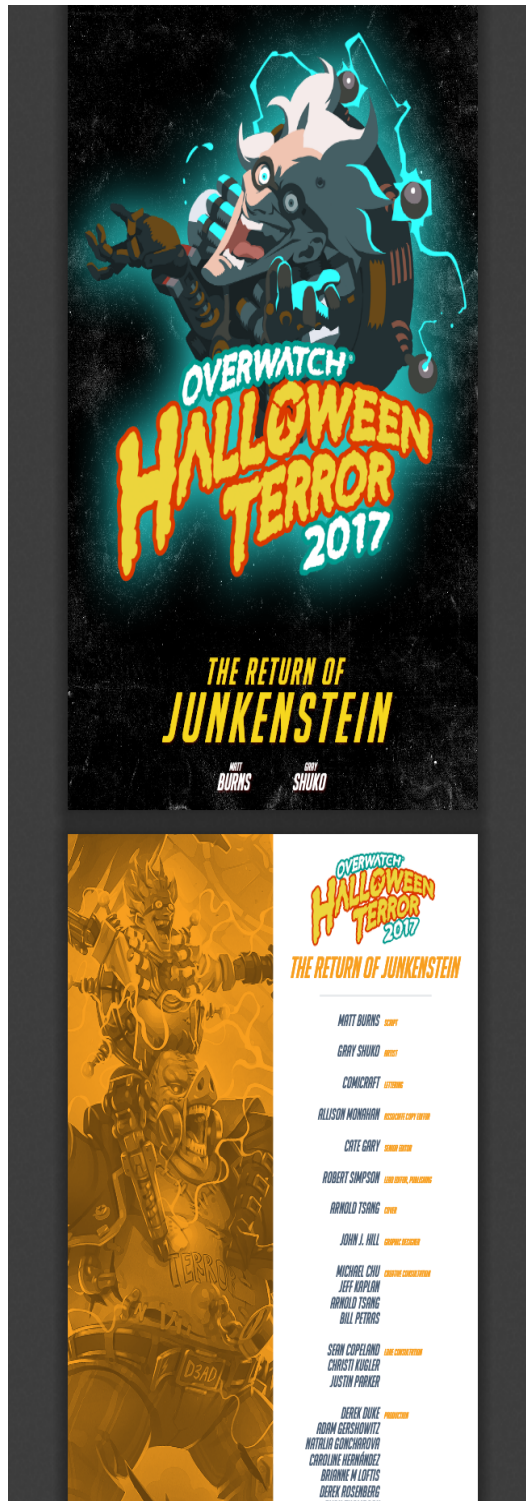 OVERWATCH
HALLOWEEN
TERROR
2017
THE RETURN OF
JUNKENSTEIN
MATT
BURNS
GRAY
SHUKO
OVERWATCH
HALLOWEEN
TERROR
2017
THE RETURN OF JUNKENSTEIN
MATT BURNS SCRIPT
GRAY SHUKO ARTIST
COMICRAFT LETTERING
ALLISON MONAHAN
CATE GARY SENIOR EDITOR
ROBERT SIMPSON LEAD EDITOR, PUBLISHING
ARNOLD TSANG COVER
JOHN J. HILL GRAPHIC DESIGNER
MICHAEL CHU CREATIVE CONSULTATION
JEFF KAPLAN
ARNOLD TSANG
BILL PETRAS
SEAN COPELAND LORE CONSULTATION
CHRISTI KUGLER
JUSTIN PARKER
DEREK DUKE PRODUCTION
ADAM GERSHOWITZ
NATALIA GONCHAROVA
CAROLINE HERNÁNDEZ
BRIANNE M LOFTIS
DEREK ROSENBERG
TERROR
D3AD